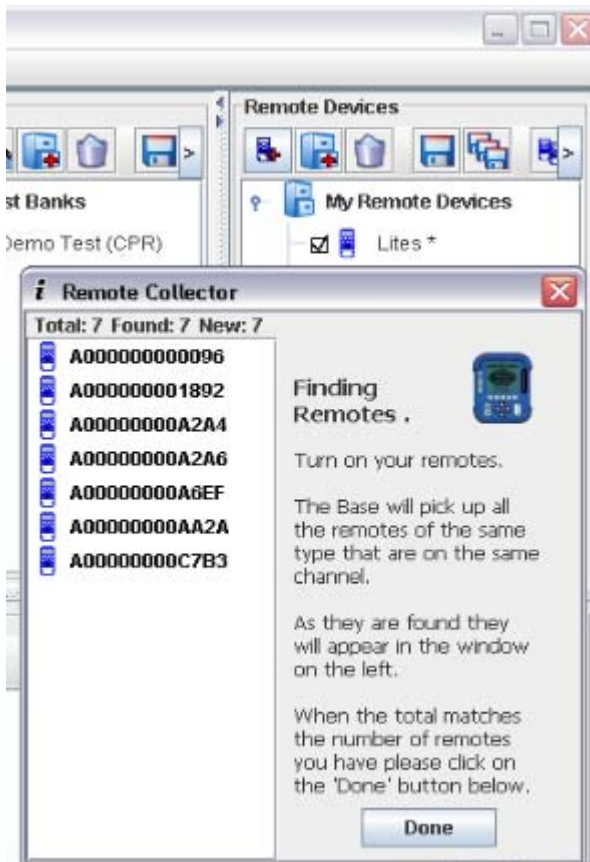 Remote Devices
st Banks
My Remote Devices
Demo Test (CPR)
Lites *
i Remote Collector
Total: 7 Found: 7 New: 7
A000000000096
A000000001892
A00000000A2A4
A00000000A2A6
A00000000A6EF
A00000000AA2A
A00000000C7B3
Finding
Remotes .
Turn on your remotes.
The Base will pick up all
the remotes of the same
type that are on the same
channel.
As they are found they
will appear in the window
on the left.
When the total matches
the number of remotes
you have please click on
the 'Done' button below.
Done